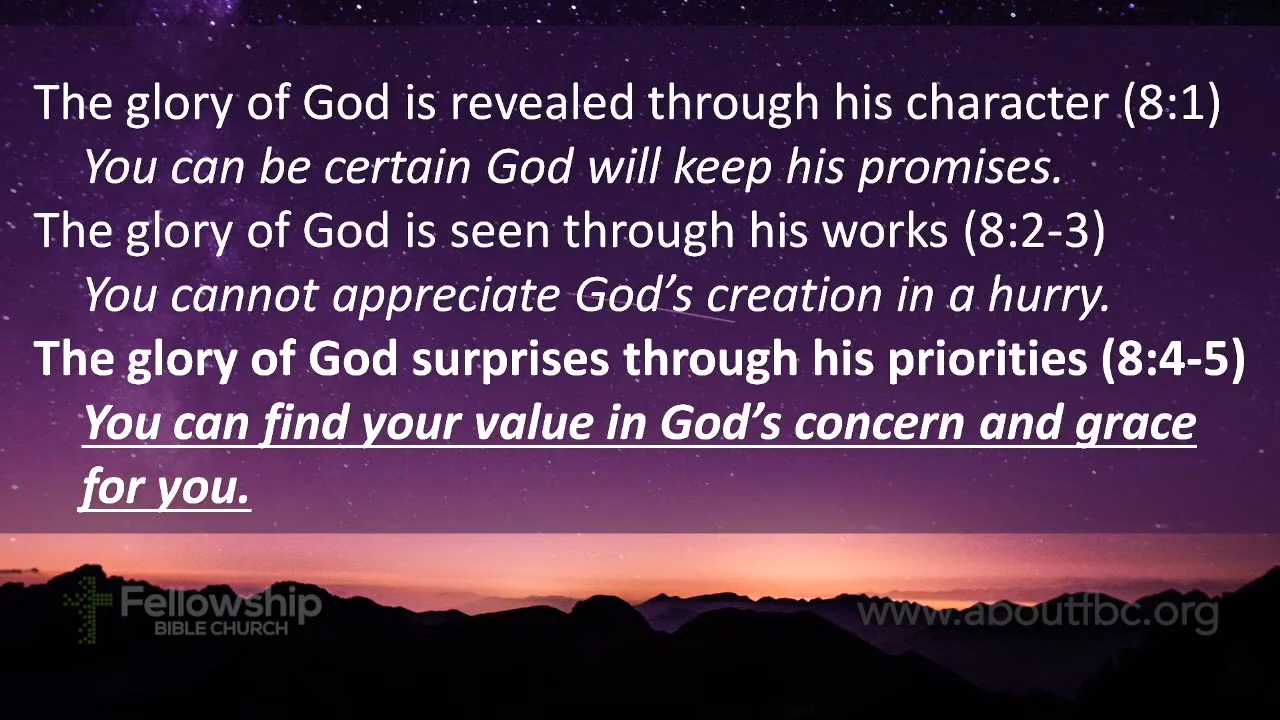 The glory of God is revealed through his character (8:1)
You can be certain God will keep his promises.
The glory of God is seen through his works (8:2-3)
You cannot appreciate God’s creation in a hurry.
The glory of God surprises through his priorities (8:4-5)
You can find your value in God’s concern and grace
for you.
Fellowship
BIBLE CHURCH
www.aboutfbc.org